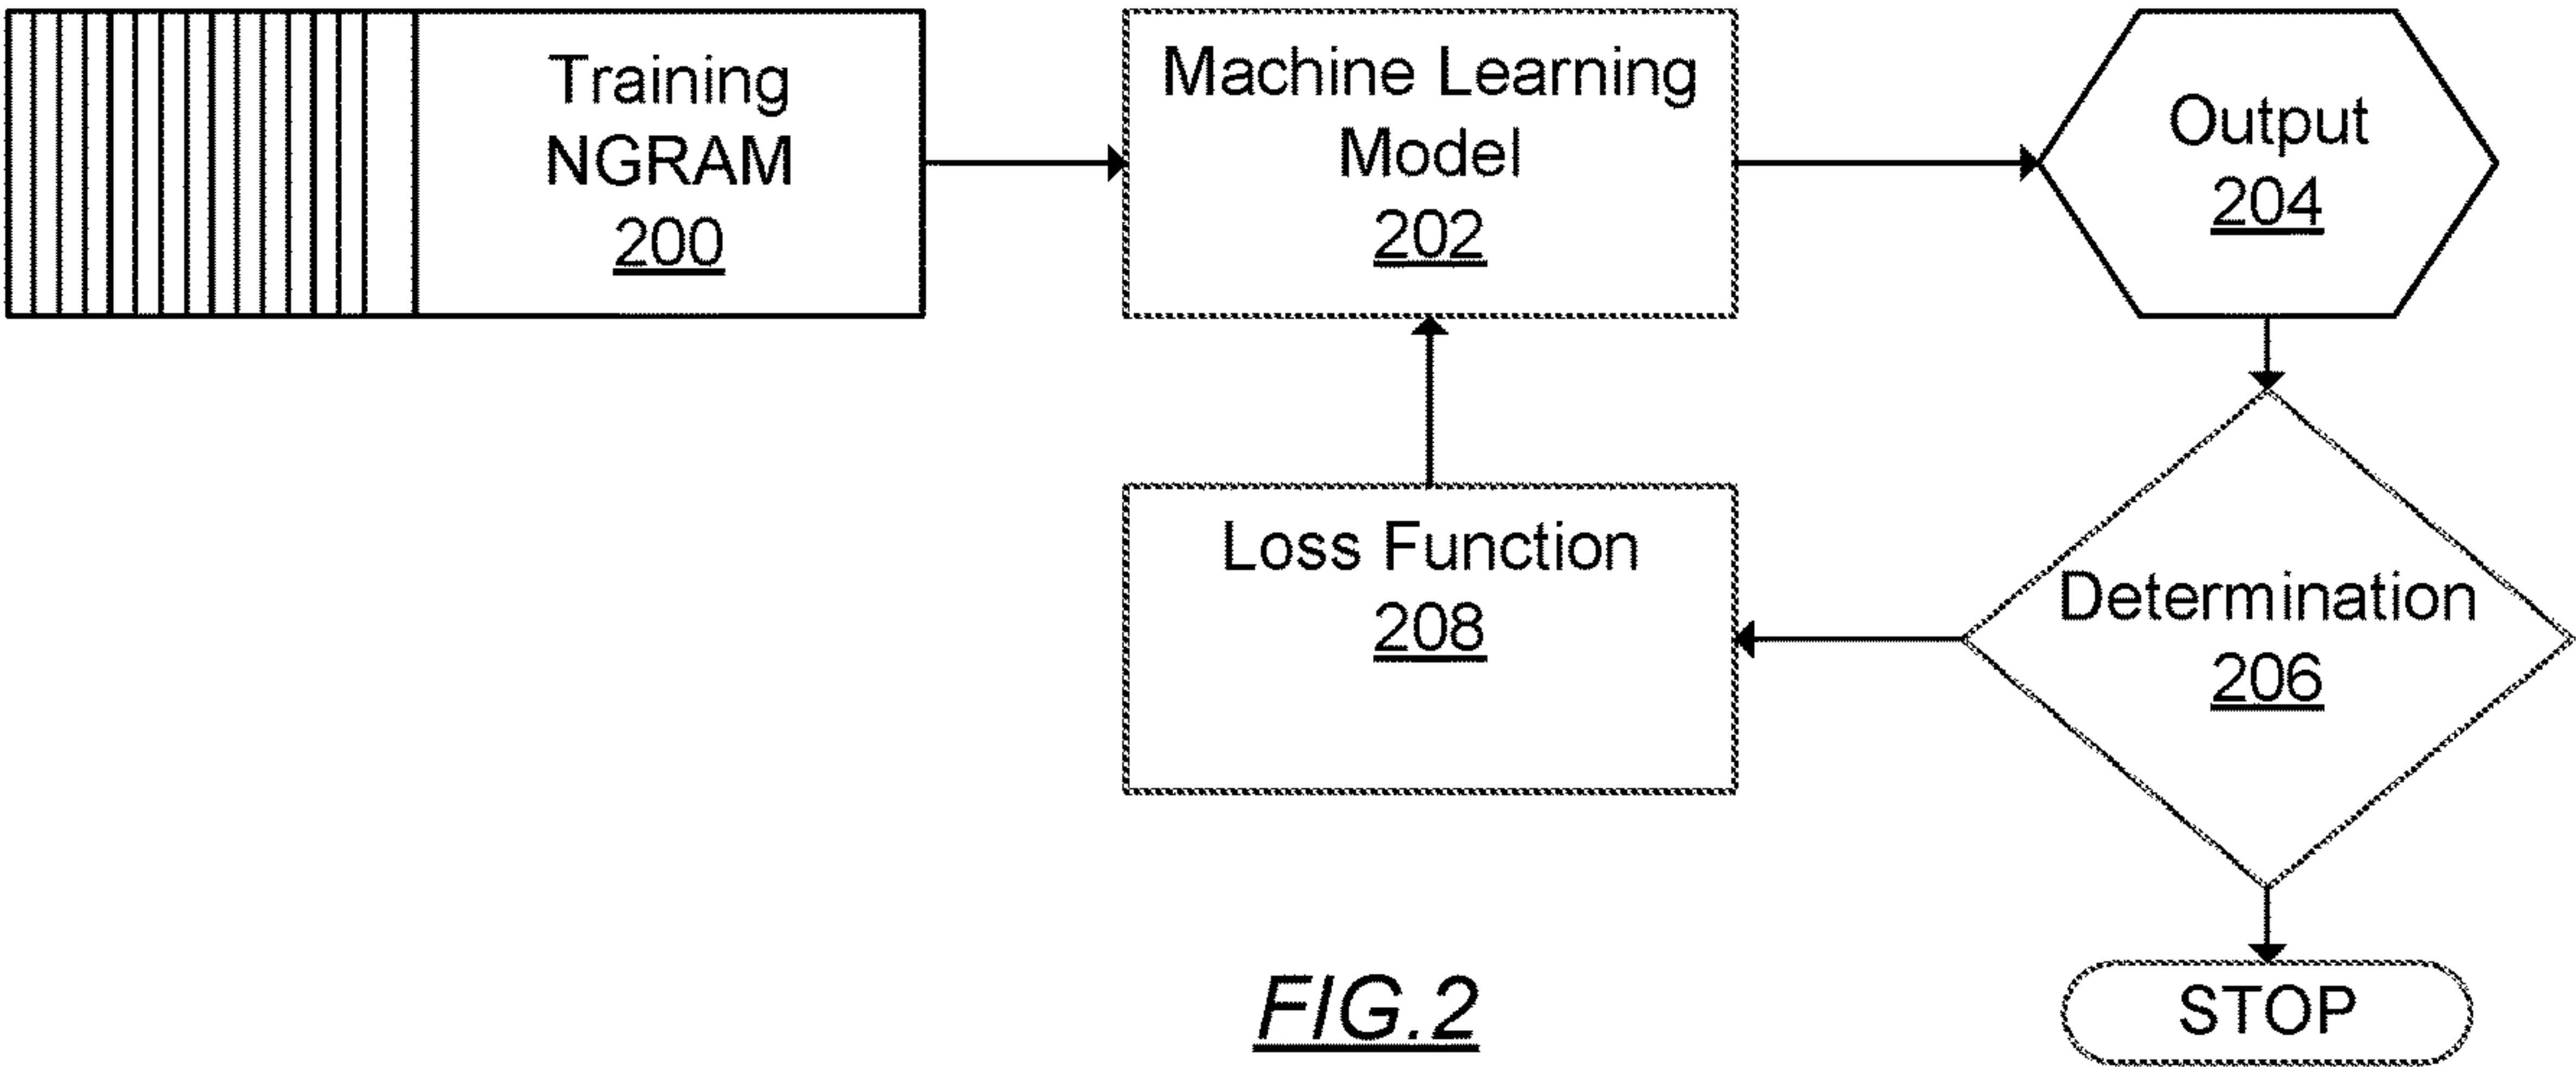 Training
NGRAM
200
Machine Learning
Model
202
Output
204
Loss Function
208
Determination
206
STOP
FIG.2